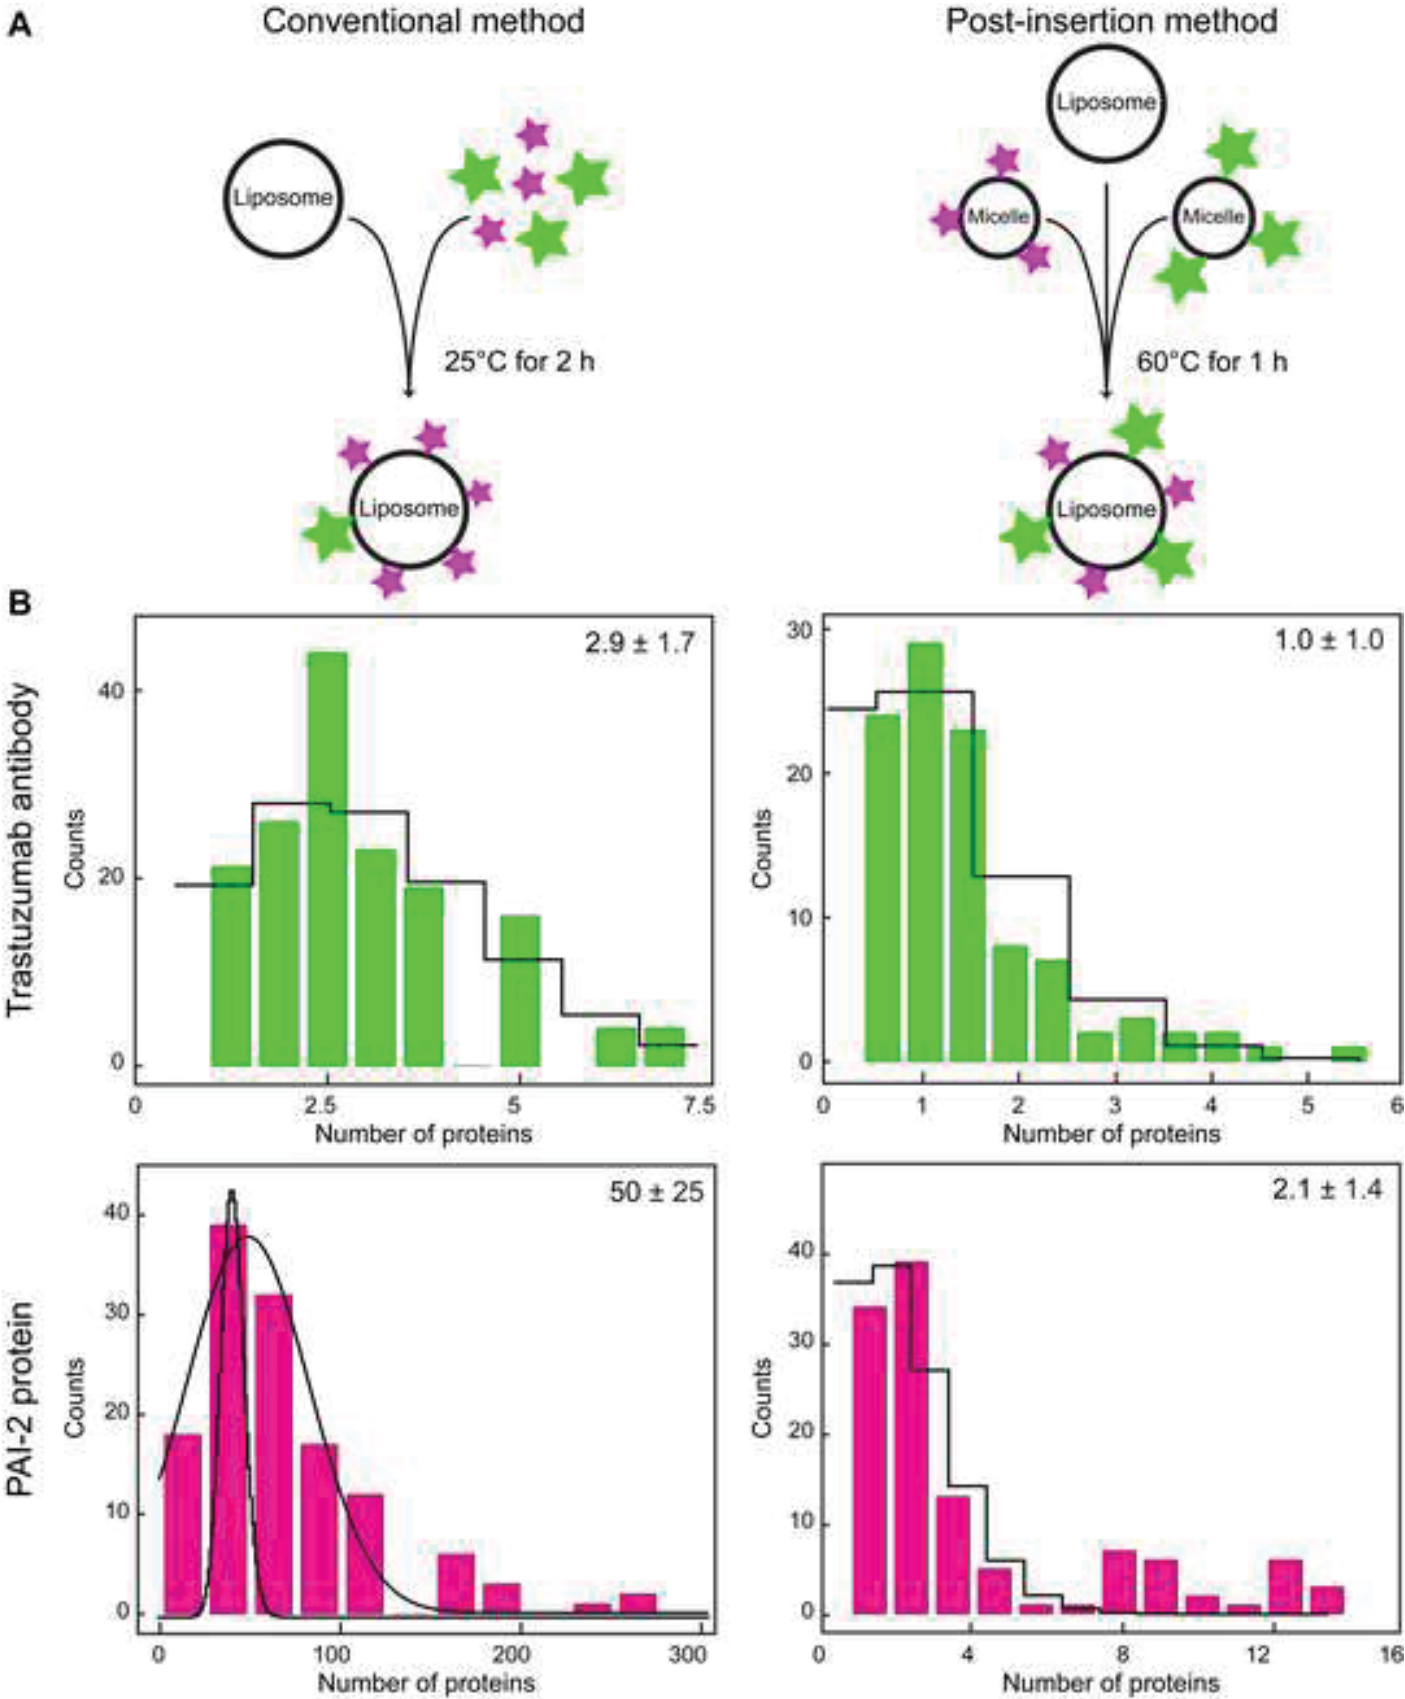 A
Conventional method
Post-insertion method
Liposome
Liposome
Micelle
Micelle
25°C for 2 h
60°C for 1 h
Liposome
Liposome
B
Trastuzumab antibody
Counts
40
20
0
2.9 ± 1.7
0
2.5
5
7.5
Number of proteins
Counts
30
20
10
0
1.0 ± 1.0
0
1
2
3
4
5
6
Number of proteins
PAI-2 protein
Counts
40
30
20
10
0
50 ± 25
0
100
200
300
Number of proteins
Counts
40
30
20
10
0
2.1 ± 1.4
0
4
8
12
16
Number of proteins